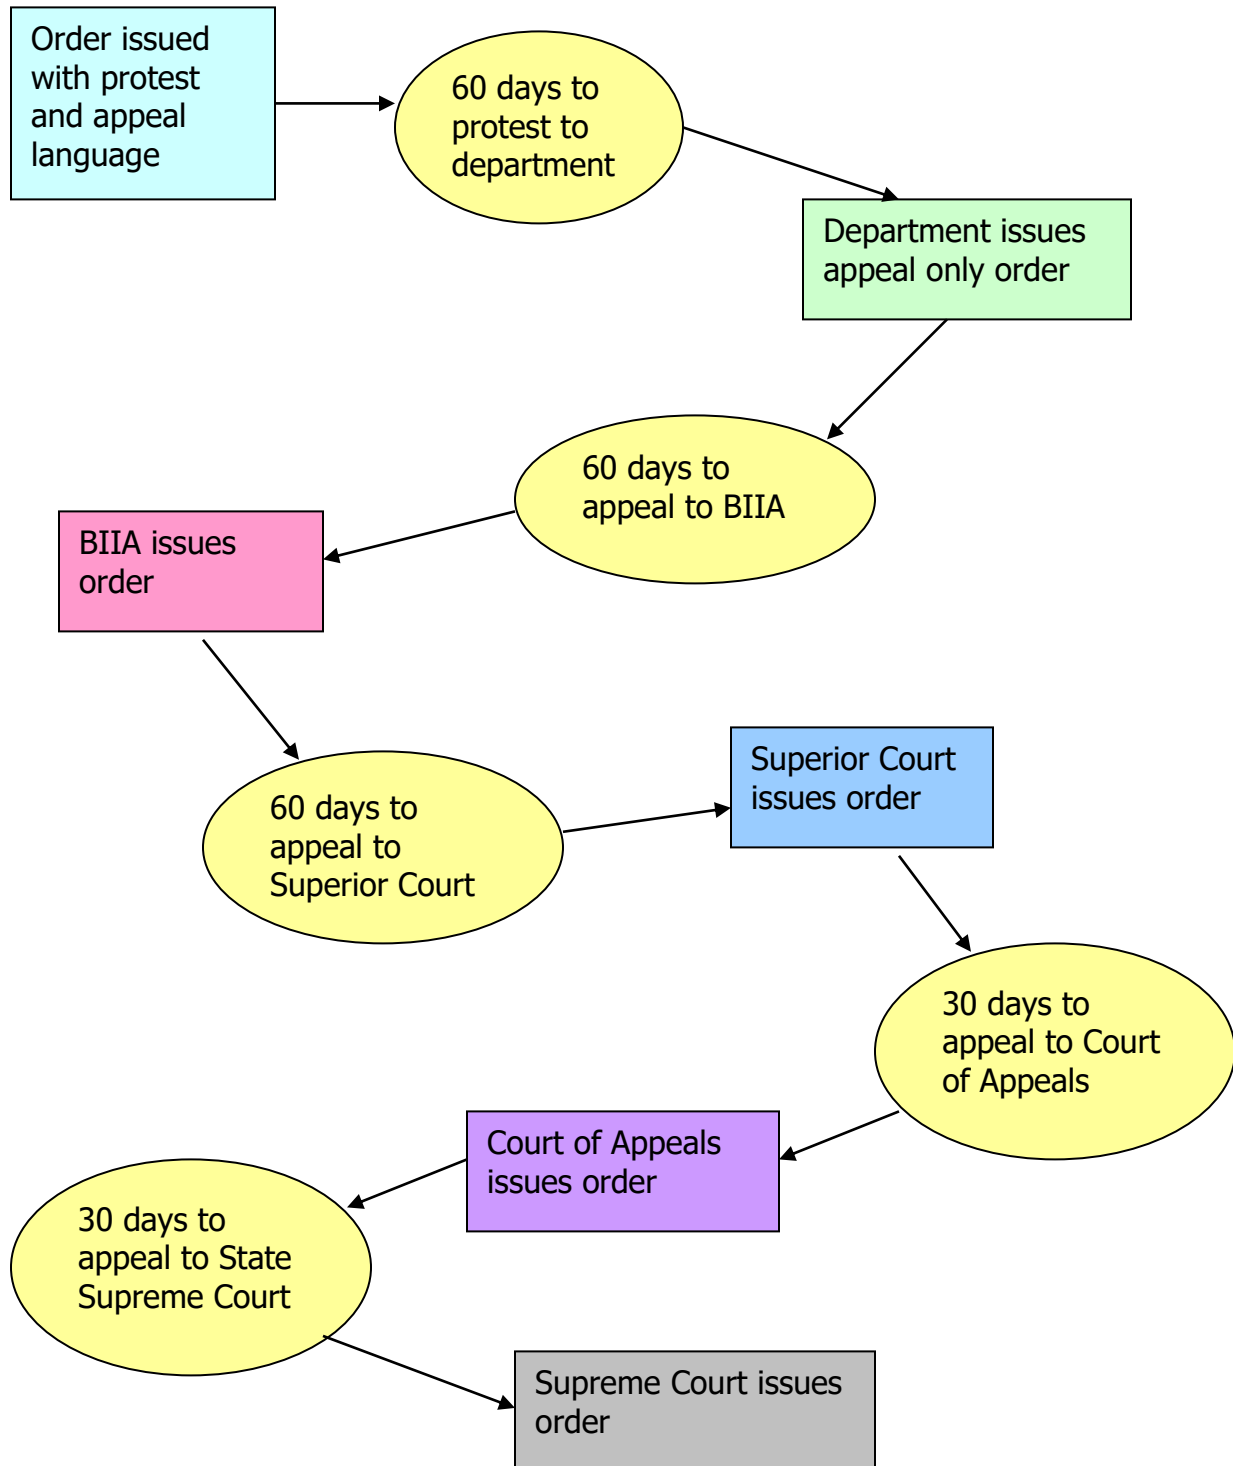 Order issued
with protest
and appeal
language
60 days to
protest to
department
Department issues
appeal only order
60 days to
appeal to BIIA
BIIA issues
order
60 days to
appeal to
Superior Court
Superior Court
issues order
30 days to
appeal to Court
of Appeals
Court of Appeals
issues order
30 days to
appeal to State
Supreme Court
Supreme Court issues
order